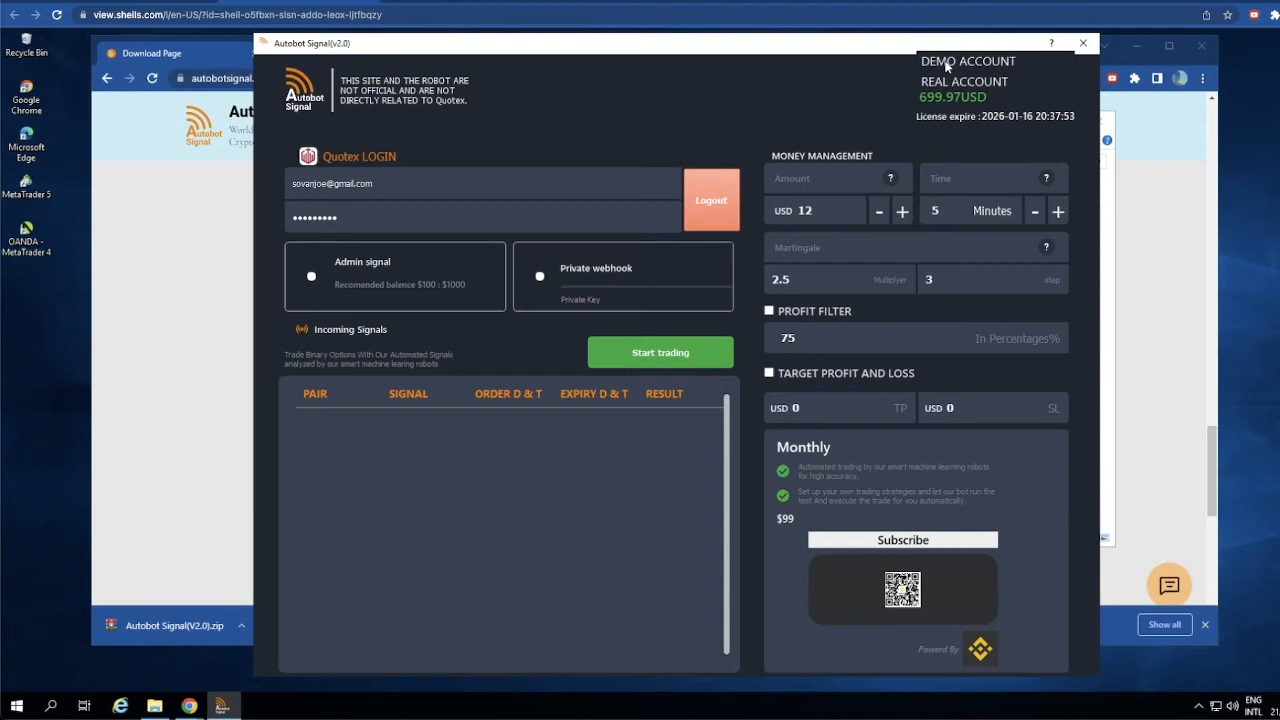 view.shells.com/l/en-US/?id=shell-o5fbxn-slsn-addo-leox-ljtfbqzy
Recycle Bin
Google
Chrome
Microsoft
Edge
MetaTrader 5
OANDA -
MetaTrader 4
Download Page
autobotsignal.
Autobot
Signal
Aut
World
Crypt
Autobot Signal(v2.0)
?
Autobot
Signal
THIS SITE AND THE ROBOT ARE
NOT OFFICIAL AND ARE NOT
DIRECTLY RELATED TO Quotex.
DEMO ACCOUNT
REAL ACCOUNT
699.97USD
License expire : 2026-01-16 20:37:53
Quotex LOGIN
sovanjoe@gmail.com
•••••••••
Logout
Admin signal
Recomended balence $100 : $1000
Private webhook
Private Key
Incoming Signals
Trade Binary Options With Our Automated Signals
analyzed by our smart machine learing robots
Start trading
PAIR SIGNAL ORDER D & T EXPIRY D & T RESULT
MONEY MANAGEMENT
Amount ? Time ?
USD 12 - + 5 Minutes - +
Martingale ?
2.5 Multiplyer 3 step
PROFIT FILTER
75 In Percentages%
TARGET PROFIT AND LOSS
USD 0 TP USD 0 SL
Monthly
Automated trading by our smart machine learning robots
for high accuracy.
Set up your own trading strategies and let our bot run the
test And execute the trade for you automatically.
$99
Subscribe
Powerd By
Autobot Signal(V2.0).zip
Show all
ENG
INTL
21